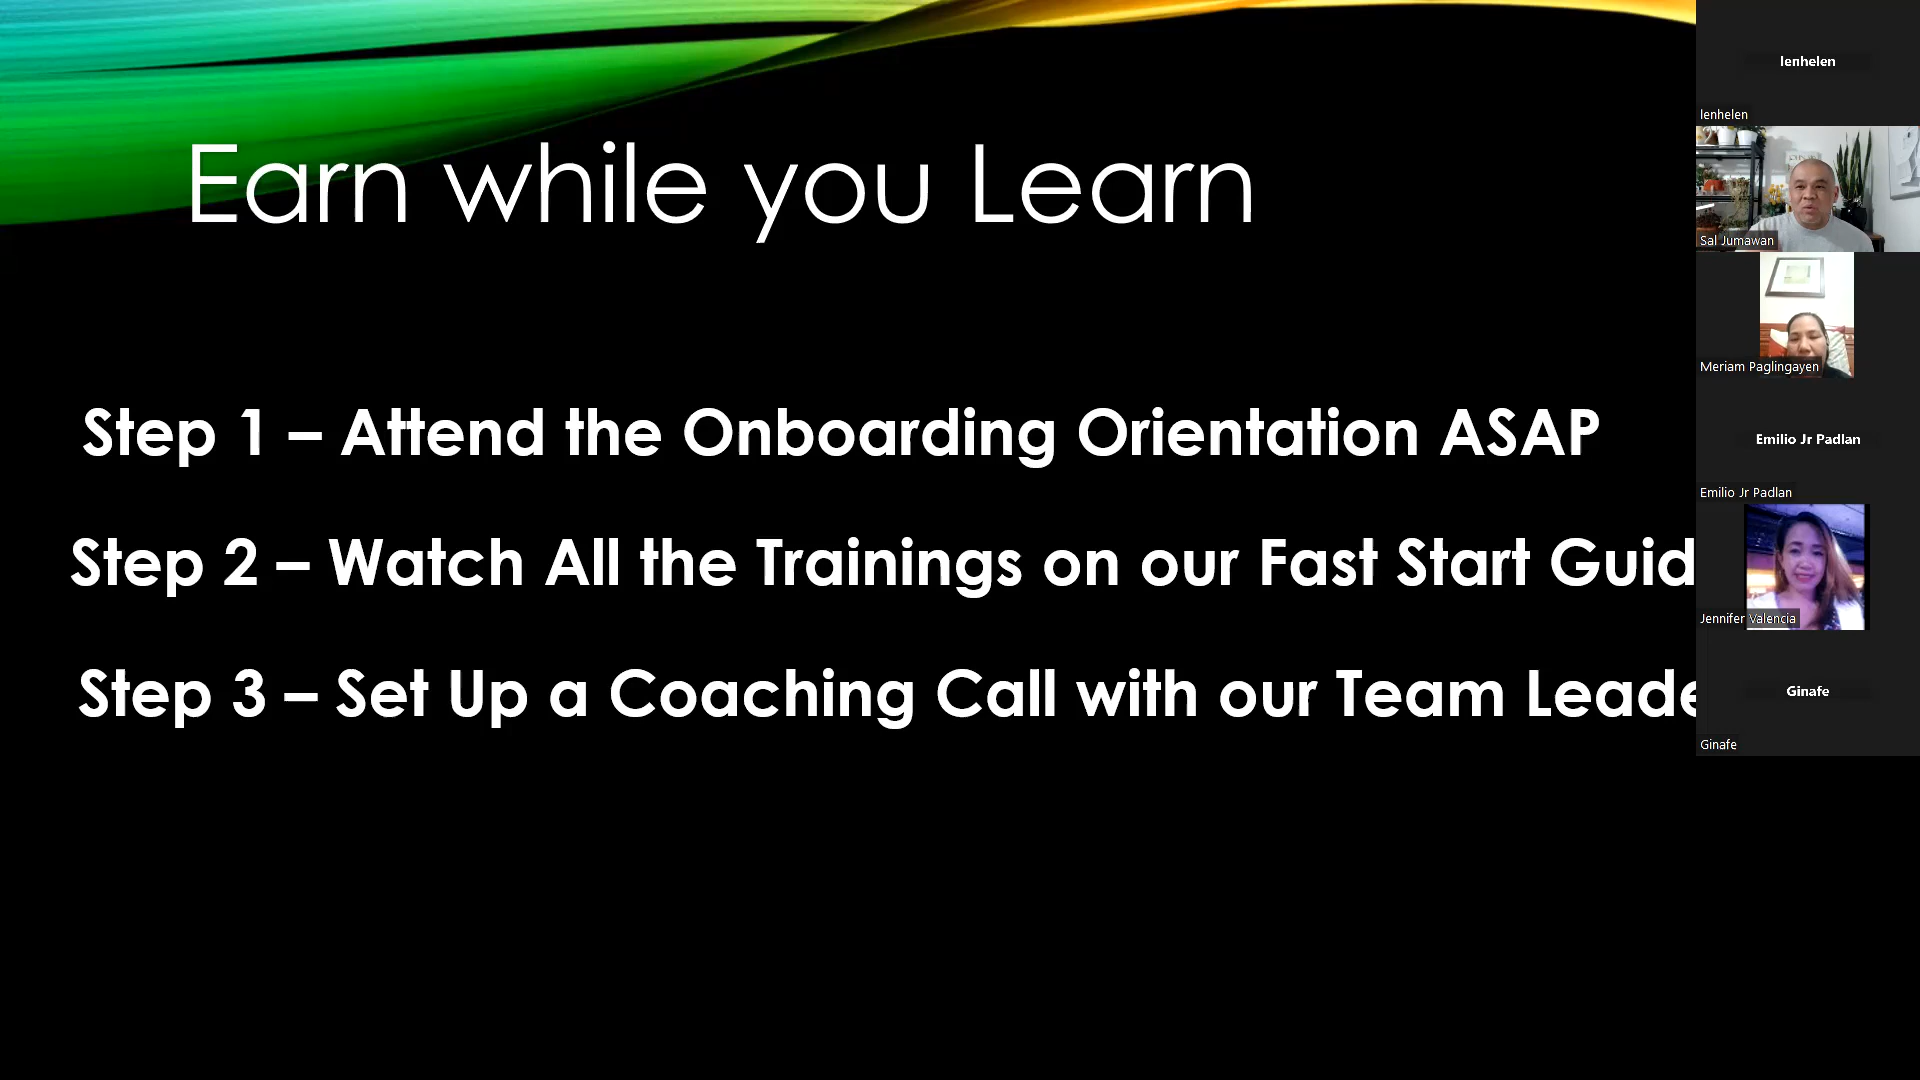 Earn while you Learn
Step 1 – Attend the Onboarding Orientation ASAP
Step 2 – Watch All the Trainings on our Fast Start Guid
Step 3 – Set Up a Coaching Call with our Team Leade
lenhelen
lenhelen
Sal Jumawan
Meriam Paglingayen
Emilio Jr Padlan
Emilio Jr Padlan
Jennifer Valencia
Ginafe
Ginafe